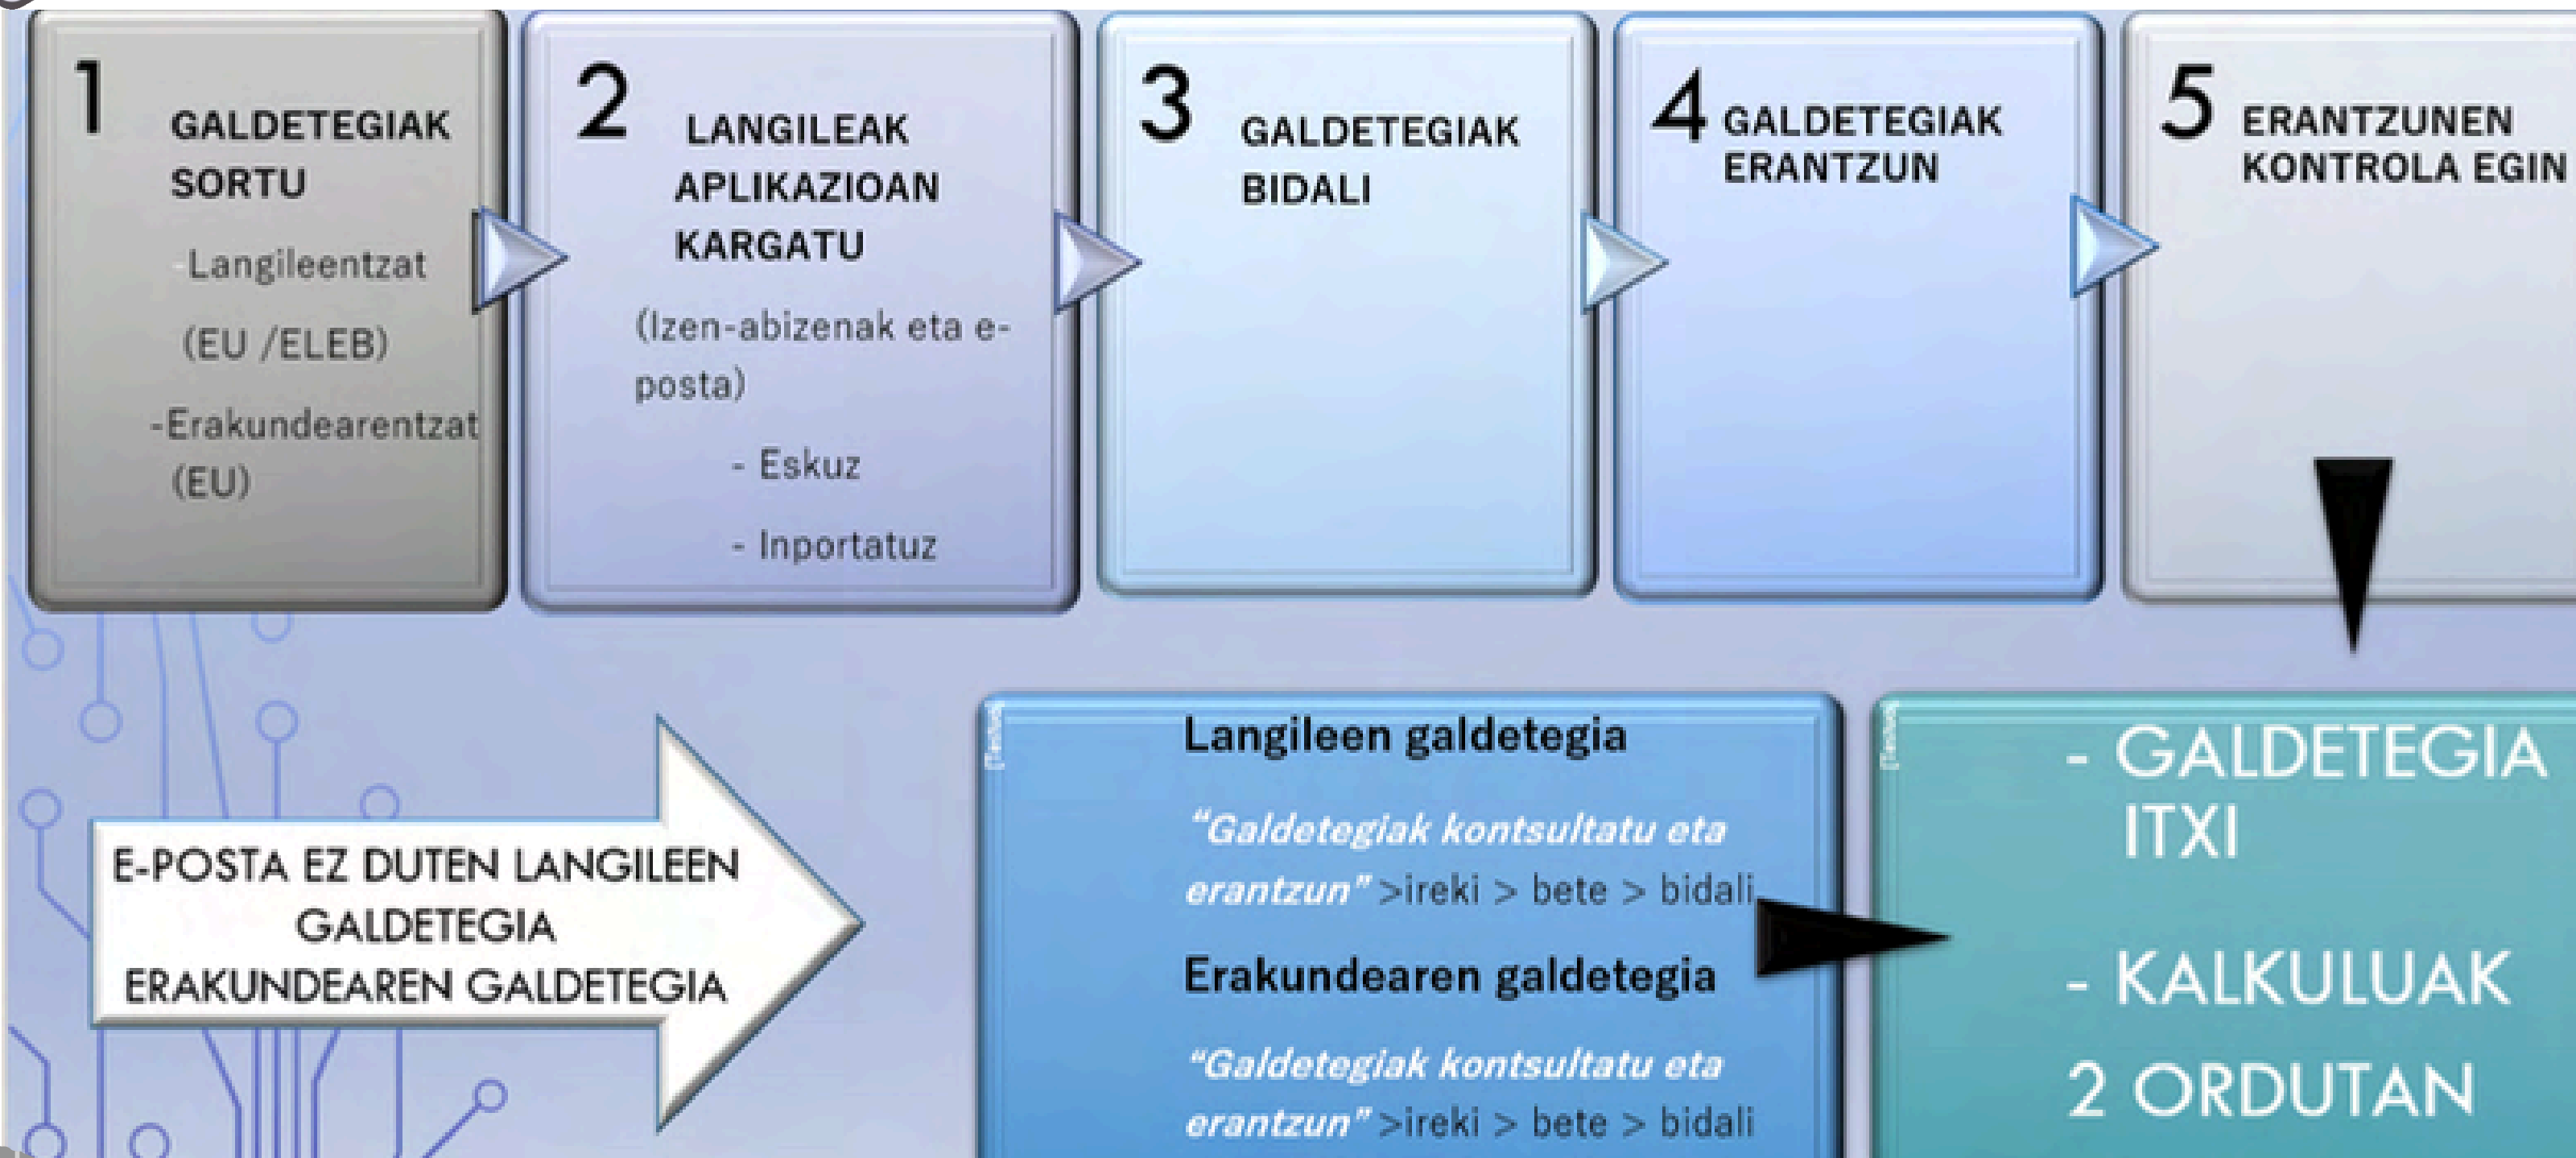 1
GALDETEGIAK
SORTU
-Langileentzat
(EU /ELEB)
-Erakundearentzat
(EU)
2
LANGILEAK
APLIKAZIOAN
KARGATU
(Izen-abizenak eta e-
posta)
- Eskuz
- Inportatuz
3
GALDETEGIAK
BIDALI
4
GALDETEGIAK
ERANTZUN
5
ERANTZUNEN
KONTROLA EGIN
E-POSTA EZ DUTEN LANGILEEN
GALDETEGIA
ERAKUNDEAREN GALDETEGIA
Langileen galdetegia
“Galdetegiak kontsultatu eta
erantzun” >ireki > bete > bidali
Erakundearen galdetegia
“Galdetegiak kontsultatu eta
erantzun” >ireki > bete > bidali
- GALDETEGIA
ITXI
- KALKULUAK
2 ORDUTAN